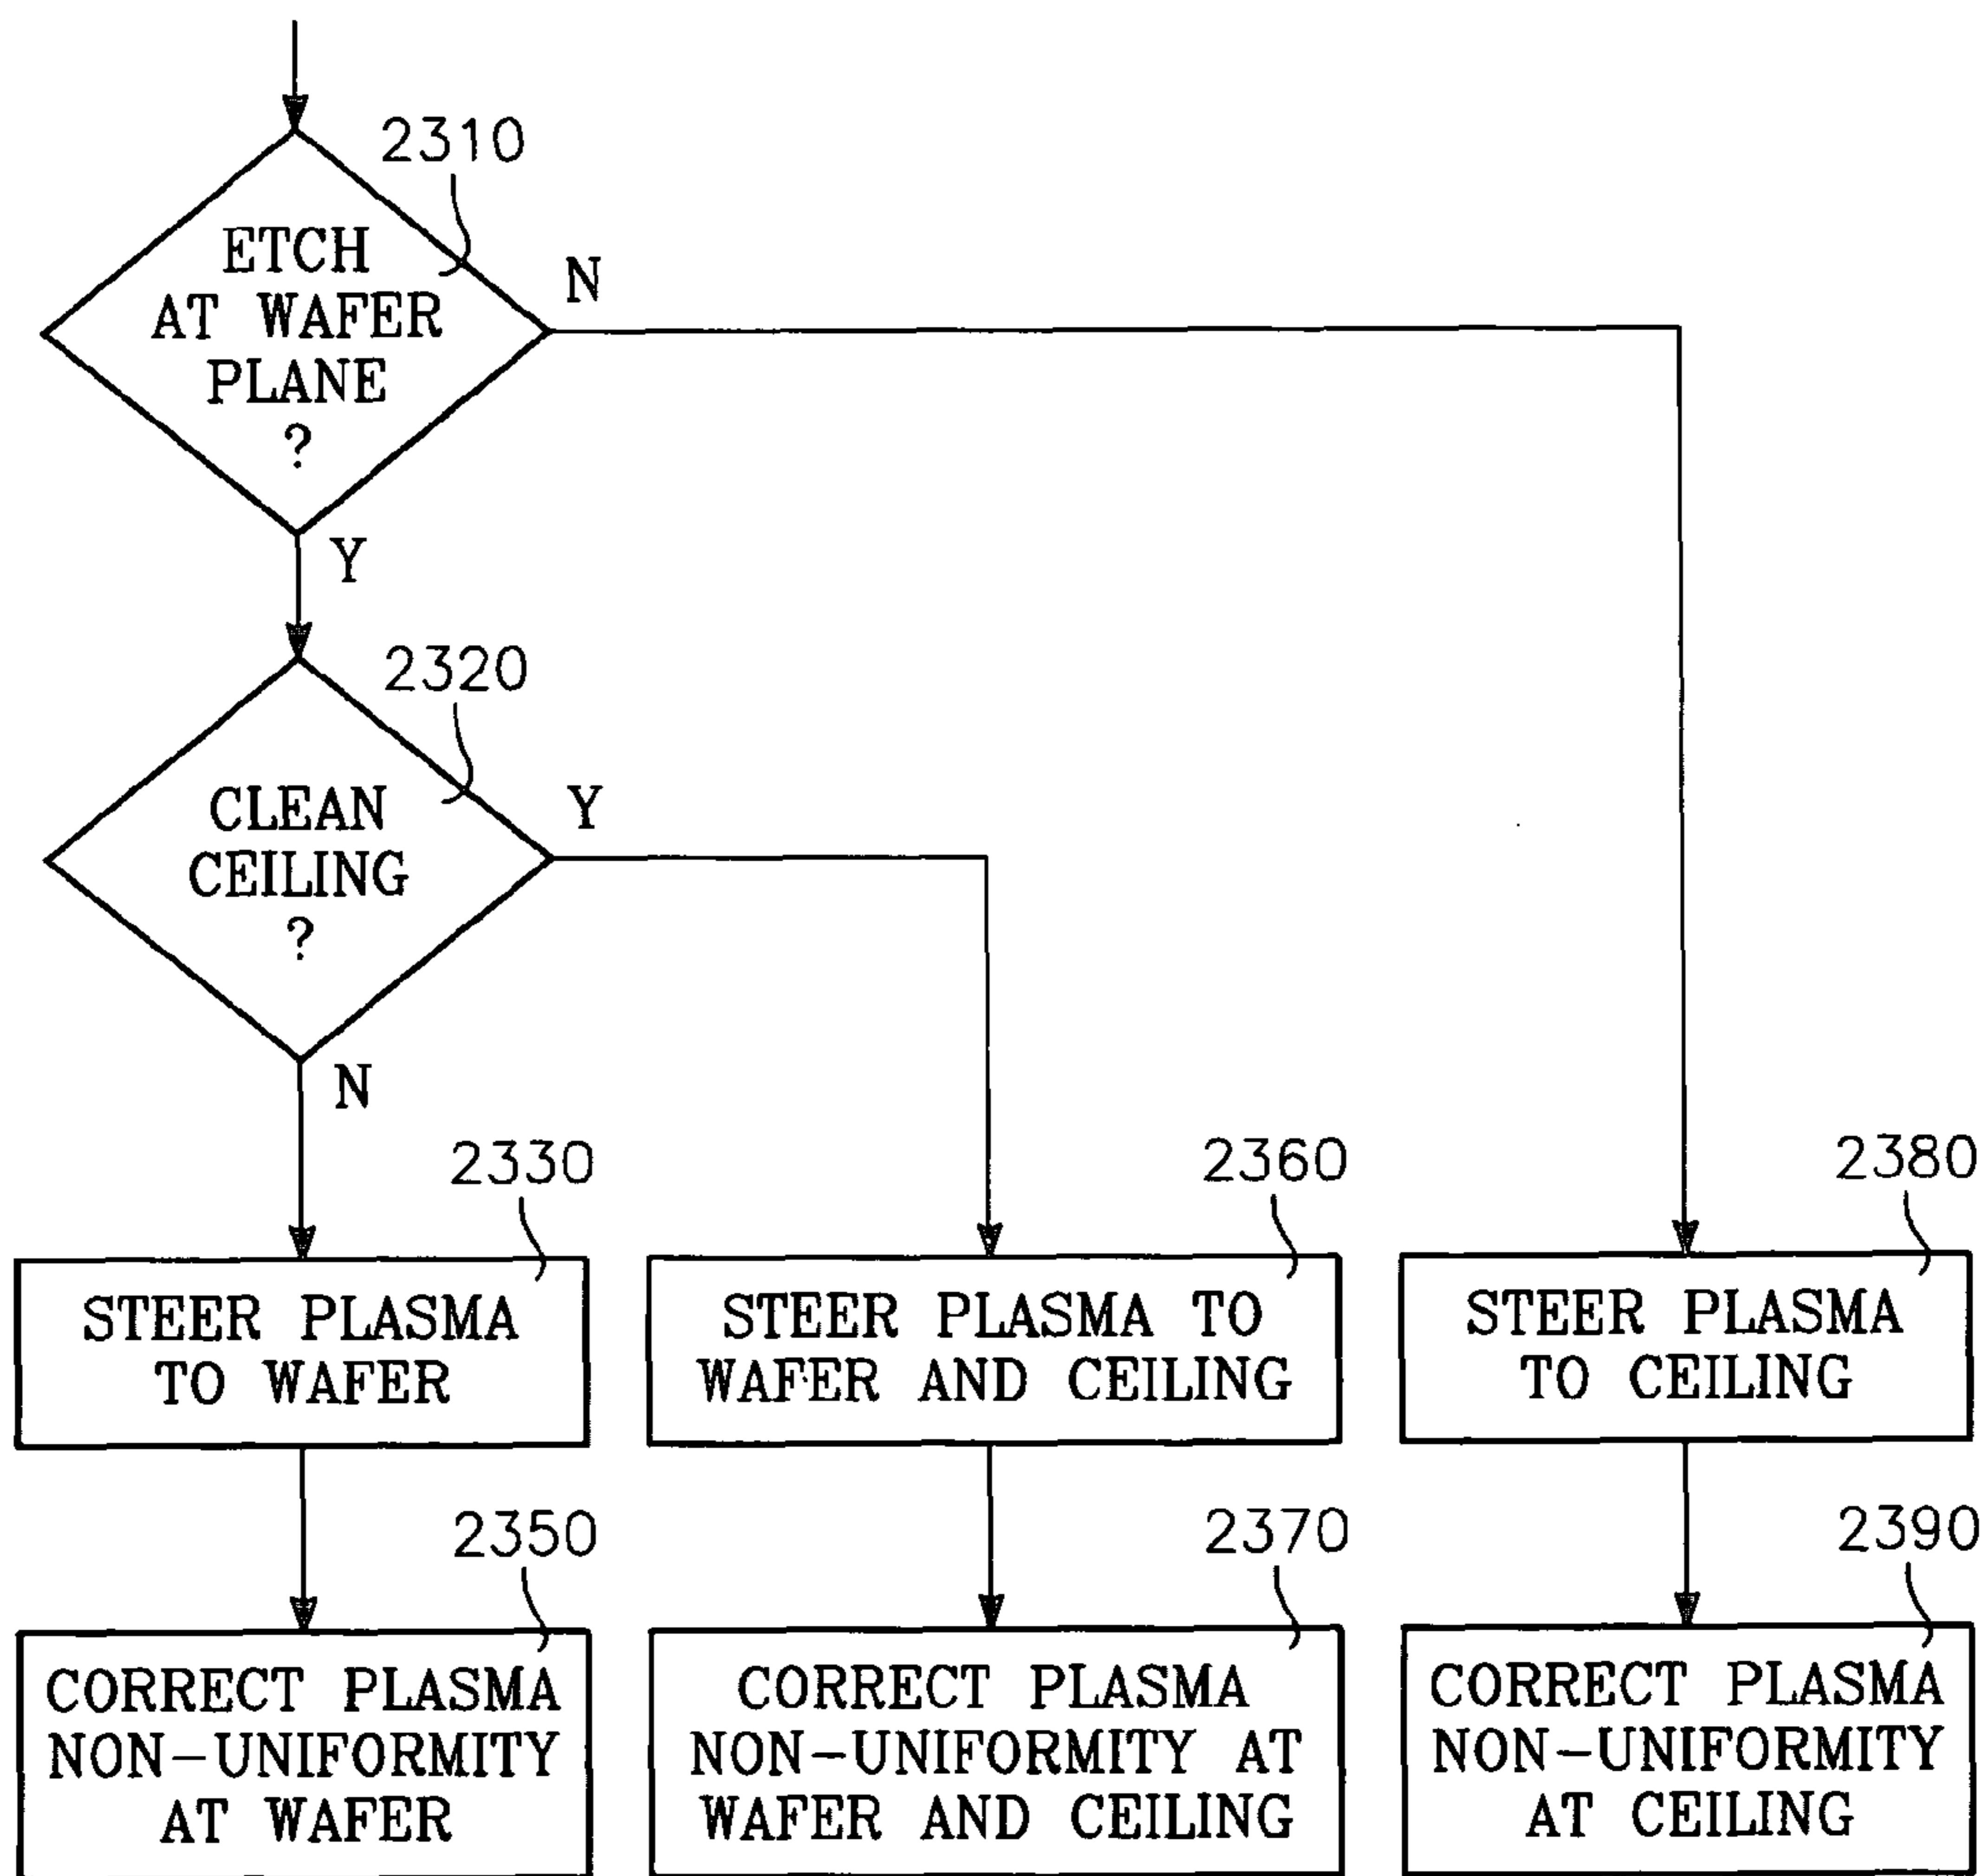 2310
ETCH
AT WAFER
PLANE
?
N
Y
2320
CLEAN
CEILING
?
Y
N
2330
STEER PLASMA
TO WAFER
2360
STEER PLASMA TO
WAFER AND CEILING
2380
STEER PLASMA
TO CEILING
2350
CORRECT PLASMA
NON-UNIFORMITY
AT WAFER
2370
CORRECT PLASMA
NON-UNIFORMITY AT
WAFER AND CEILING
2390
CORRECT PLASMA
NON-UNIFORMITY
AT CEILING